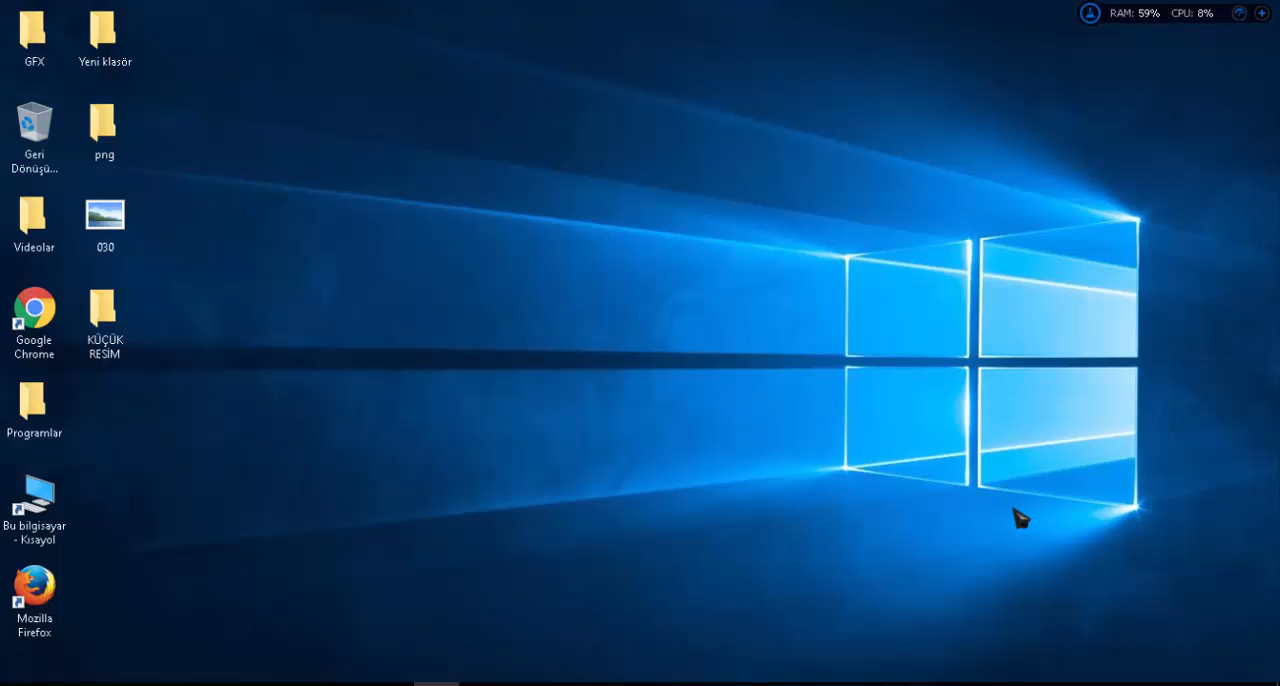 GFX
Yeni klasör
RAM: 59% CPU: 8%
Geri
Dönüşü...
png
Videolar
030
Google
Chrome
KÜÇÜK
RESİM
Programlar
Bu bilgisayar
- Kısayol
Mozilla
Firefox